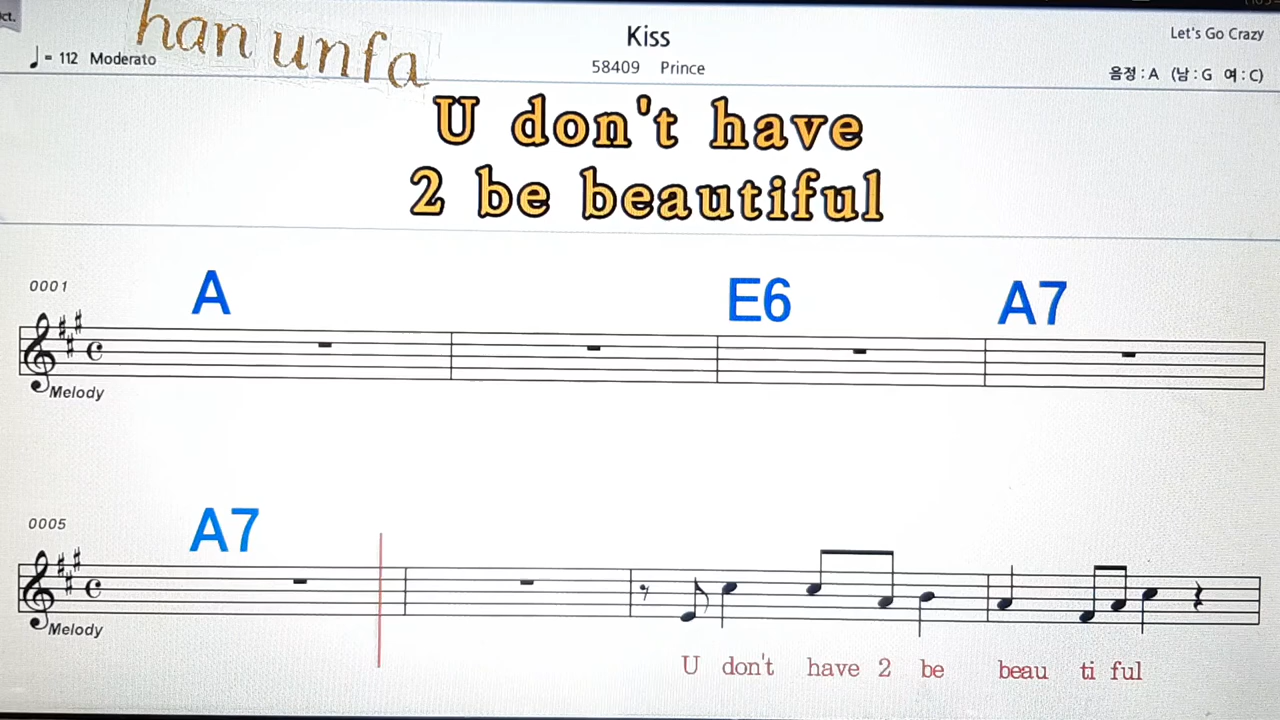 ct.
han unfa
Kiss
Let's Go Crazy
♩ = 112 Moderato
58409 Prince
음정 : A (남 : G 여 : C)
U don't have
2 be beautiful
0001
A E6 A7
Melody
0005
A7
Melody
U don't have 2 be beau ti ful